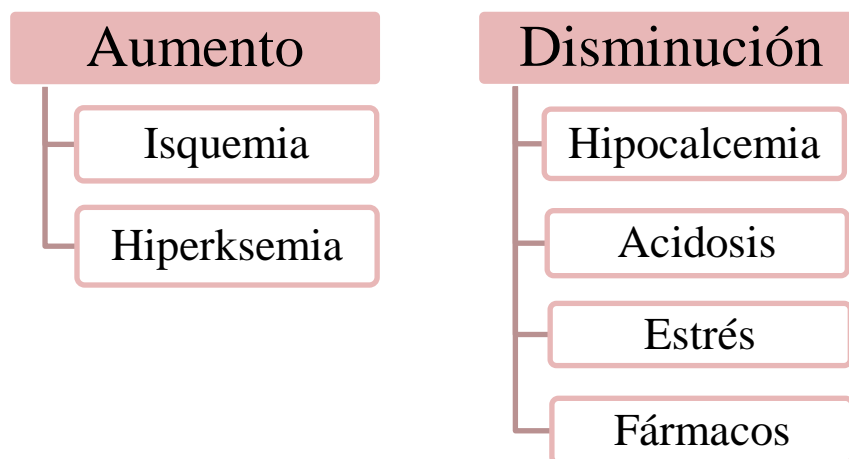 Aumento
Isquemia
Hiperksemia
Disminución
Hipocalcemia
Acidosis
Estrés
Fármacos